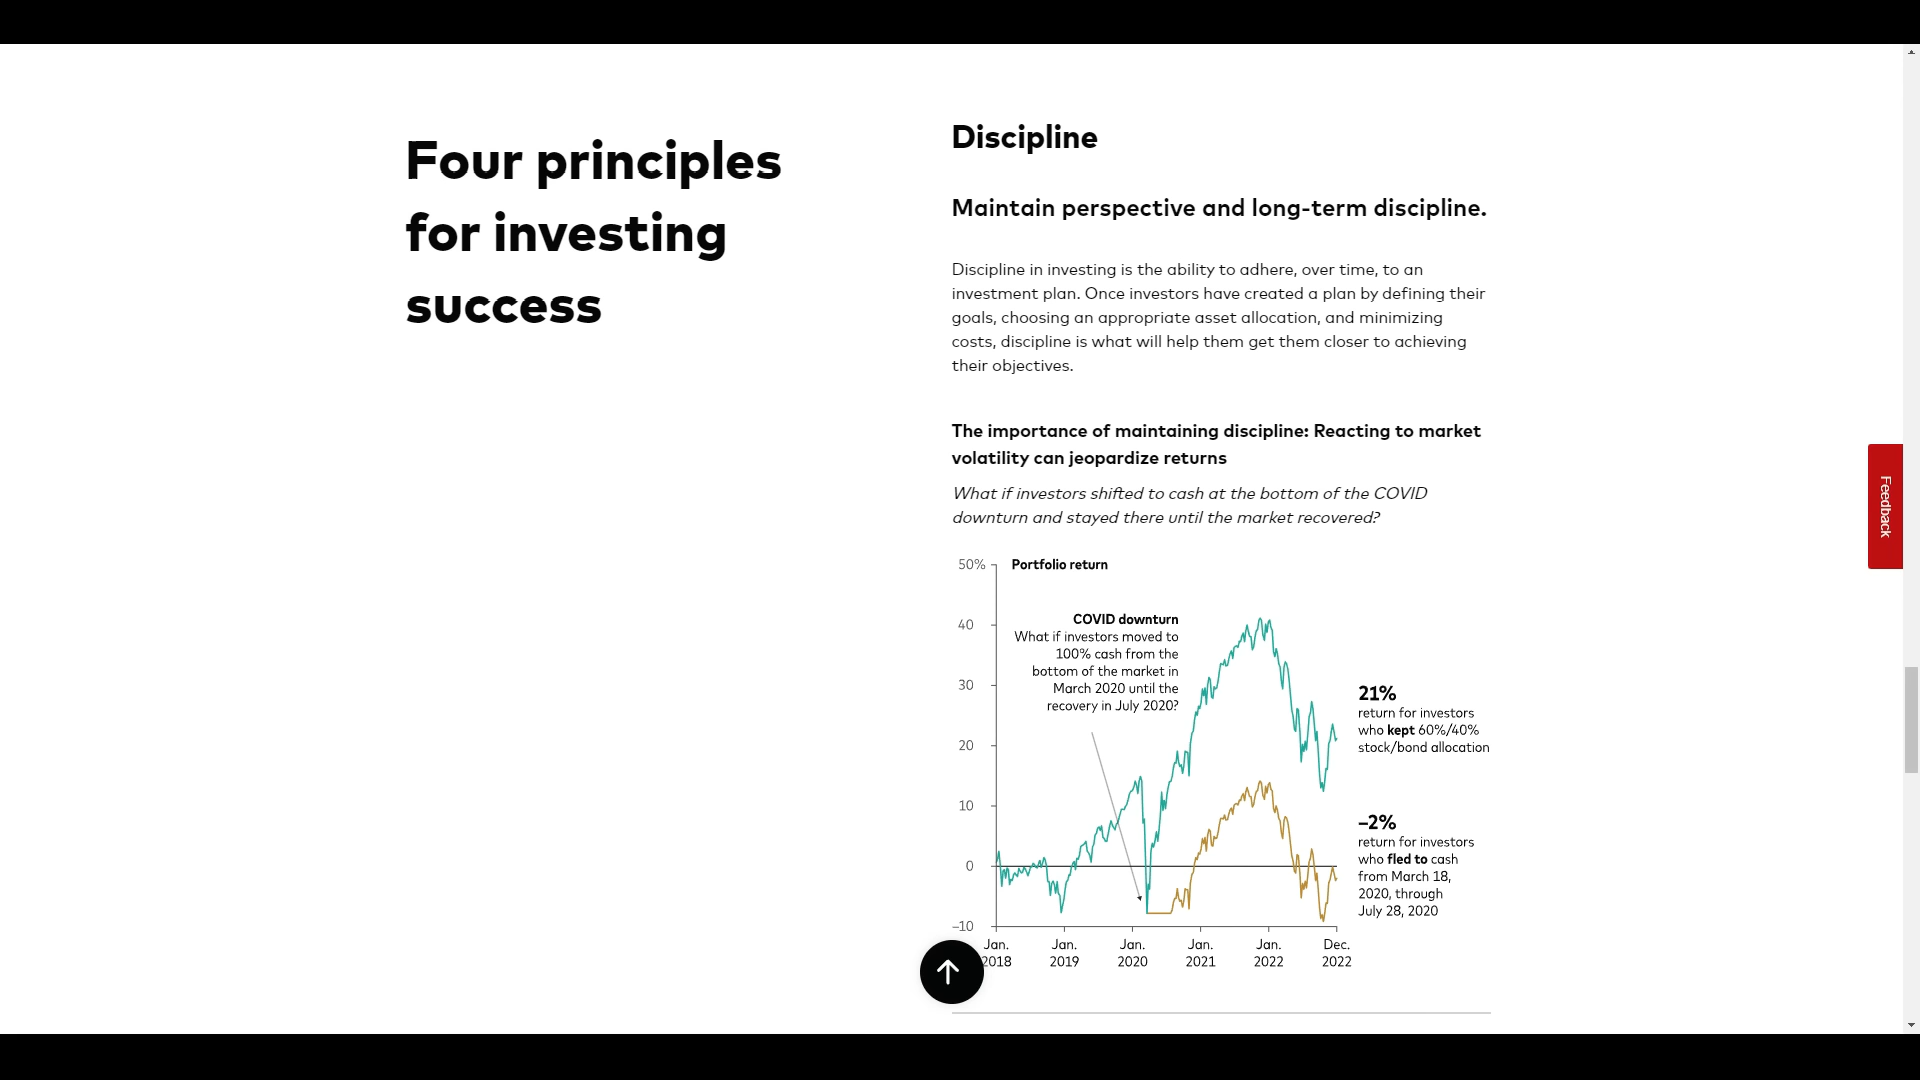 Four principles
for investing
success
Discipline
Maintain perspective and long-term discipline.
Discipline in investing is the ability to adhere, over time, to an
investment plan. Once investors have created a plan by defining their
goals, choosing an appropriate asset allocation, and minimizing
costs, discipline is what will help them get them closer to achieving
their objectives.
The importance of maintaining discipline: Reacting to market
volatility can jeopardize returns
What if investors shifted to cash at the bottom of the COVID
downturn and stayed there until the market recovered?
50%
Portfolio return
COVID downturn
What if investors moved to
100% cash from the
bottom of the market in
March 2020 until the
recovery in July 2020?
40
30
20
10
0
–10
21%
return for investors
who kept 60%/40%
stock/bond allocation
–2%
return for investors
who fled to cash
from March 18,
2020, through
July 28, 2020
Jan.
2018
Jan.
2019
Jan.
2020
Jan.
2021
Jan.
2022
Dec.
2022
Feedback